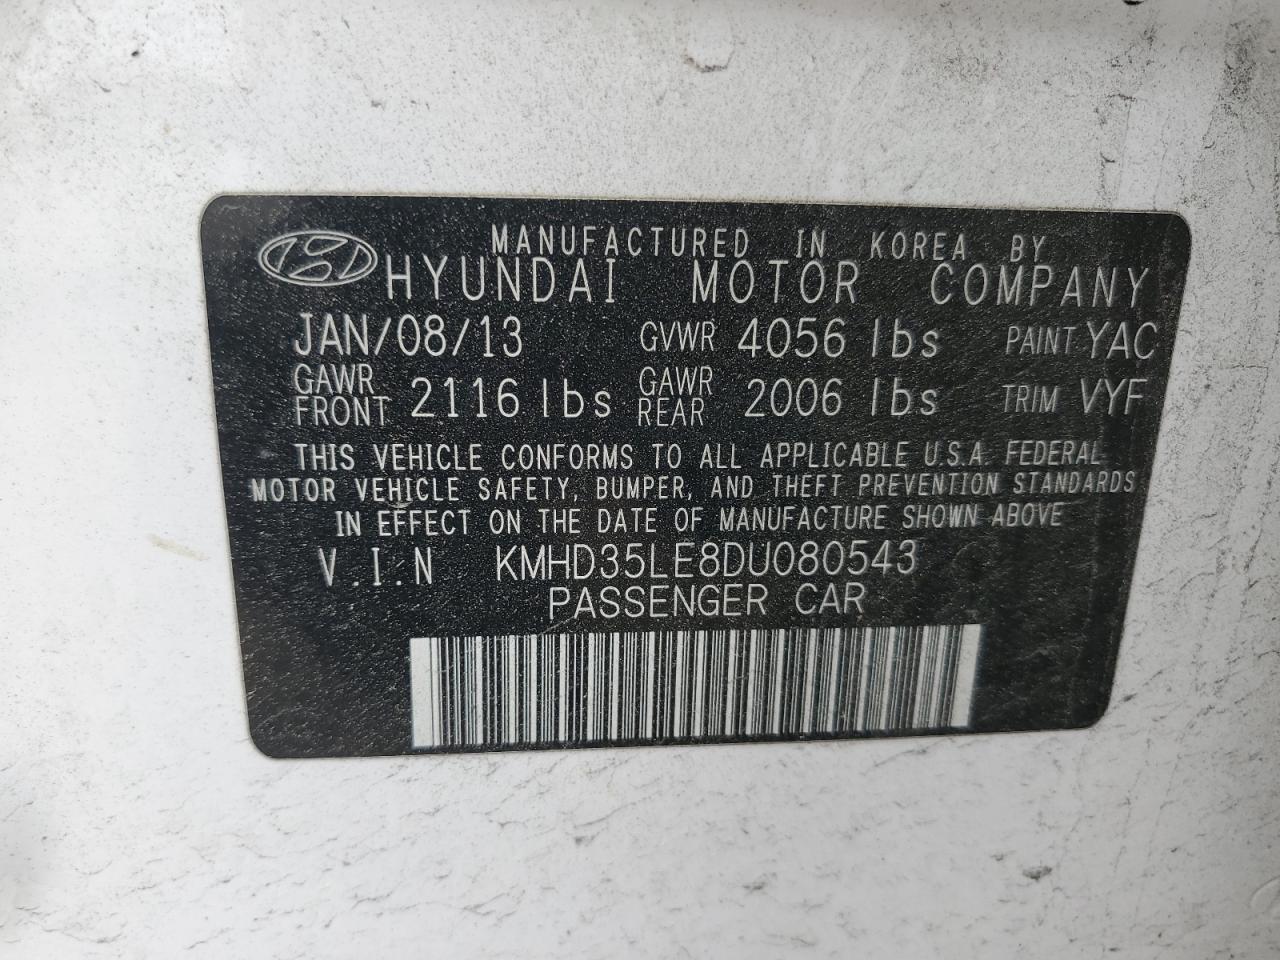 MANUFACTURED IN KOREA BY
HYUNDAI MOTOR COMPANY
JAN/08/13 GVWR 4056 lbs PAINT YAC
GAWR FRONT 2116 lbs GAWR REAR 2006 lbs TRIM VYF
THIS VEHICLE CONFORMS TO ALL APPLICABLE U.S.A. FEDERAL
MOTOR VEHICLE SAFETY, BUMPER, AND THEFT PREVENTION STANDARDS
IN EFFECT ON THE DATE OF MANUFACTURE SHOWN ABOVE
V.I.N KMHD35LE8DU080543
PASSENGER CAR